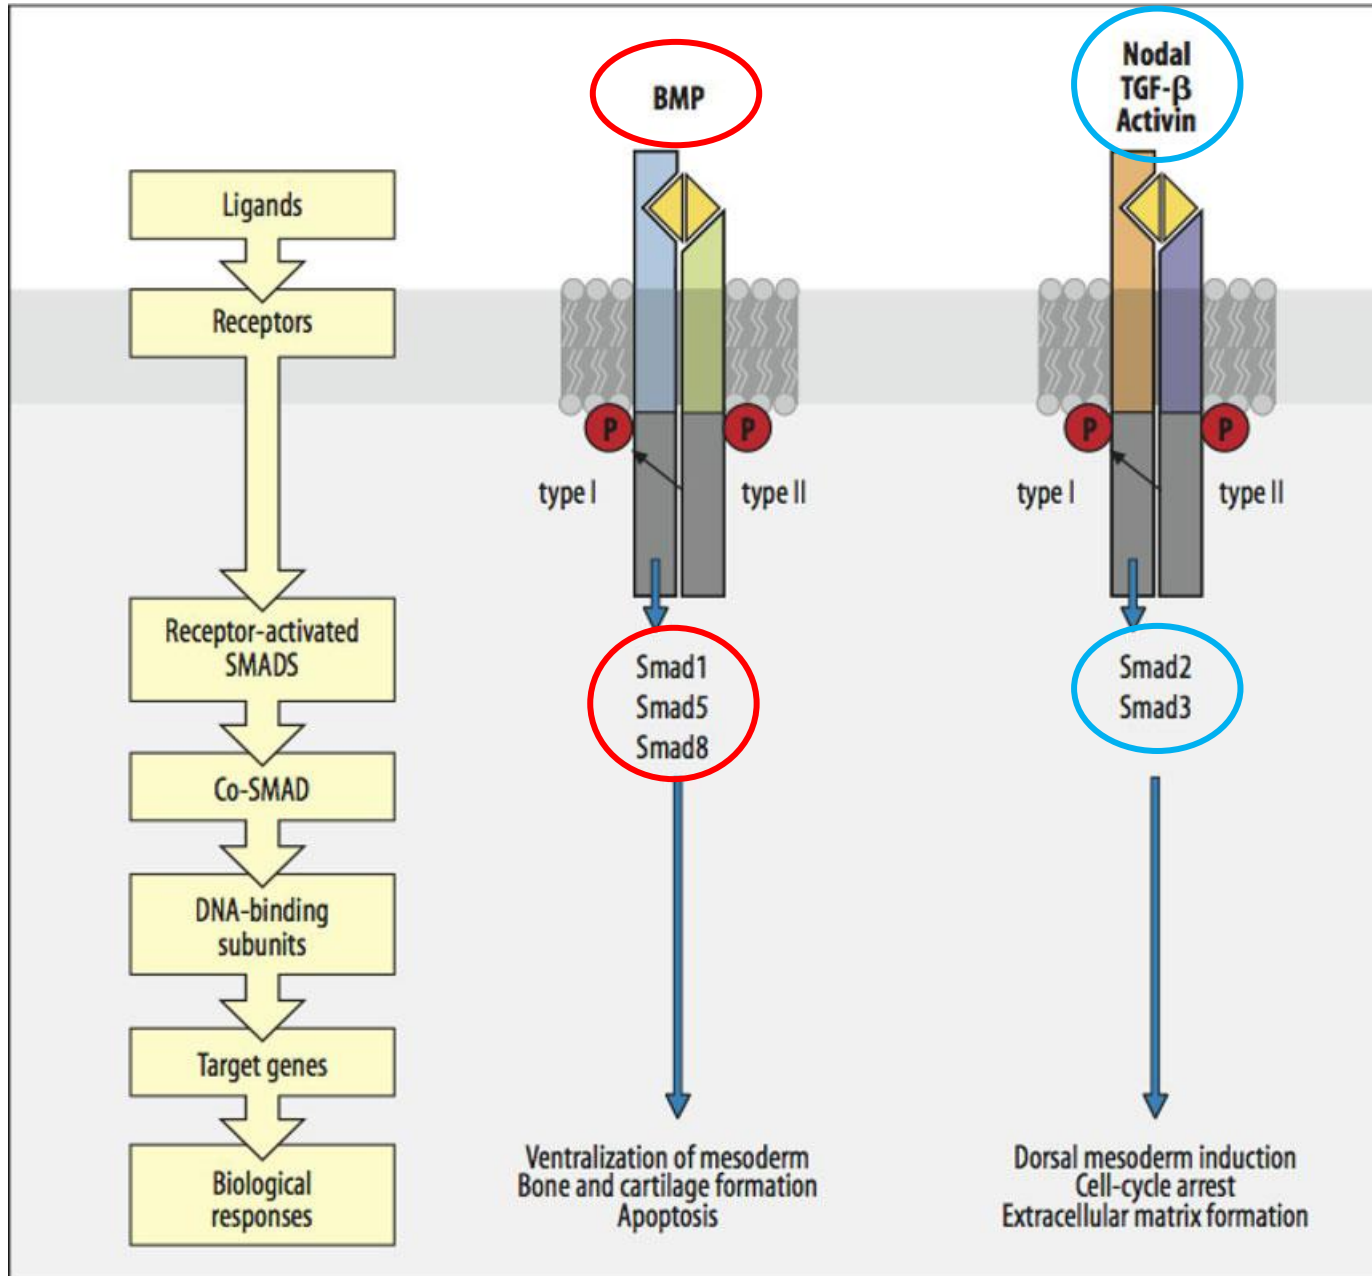 BMP
Nodal
TGF-β
Activin
Ligands
Receptors
P
P
type I
type II
P
P
type I
type II
Receptor-activated
SMADS
Smad1
Smad5
Smad8
Smad2
Smad3
Co-SMAD
DNA-binding
subunits
Target genes
Biological
responses
Ventralization of mesoderm
Bone and cartilage formation
Apoptosis
Dorsal mesoderm induction
Cell-cycle arrest
Extracellular matrix formation